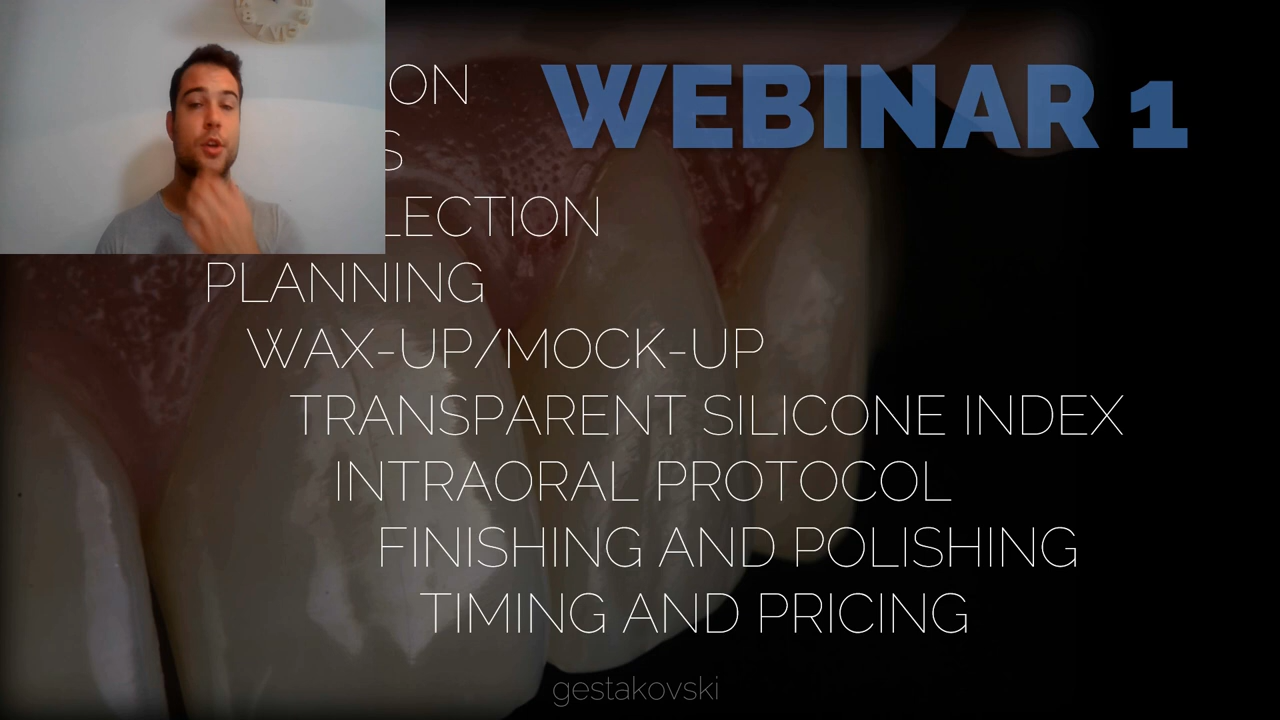 WEBINAR 1
ON
S
LECTION
PLANNING
WAX-UP/MOCK-UP
TRANSPARENT SILICONE INDEX
INTRAORAL PROTOCOL
FINISHING AND POLISHING
TIMING AND PRICING
gestakovski